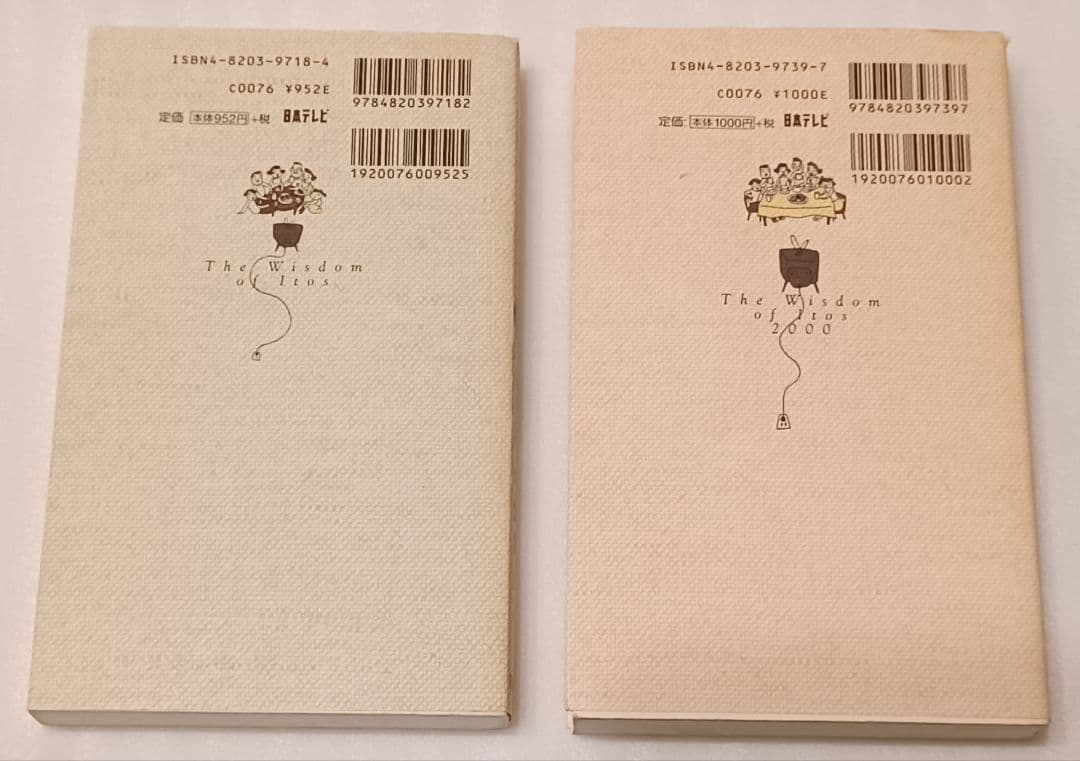 ISBN4-8203-9718-4
C0076 ¥952E
定価 本体952円+税 日本テレビ
9784820397182
1920076009525
The Wisdom
of Itos
ISBN4-8203-9739-7
C0076 ¥1000E
定価:本体1000円+税 日本テレビ
9784820397397
1920076010002
The Wisdom
of Itos
2000